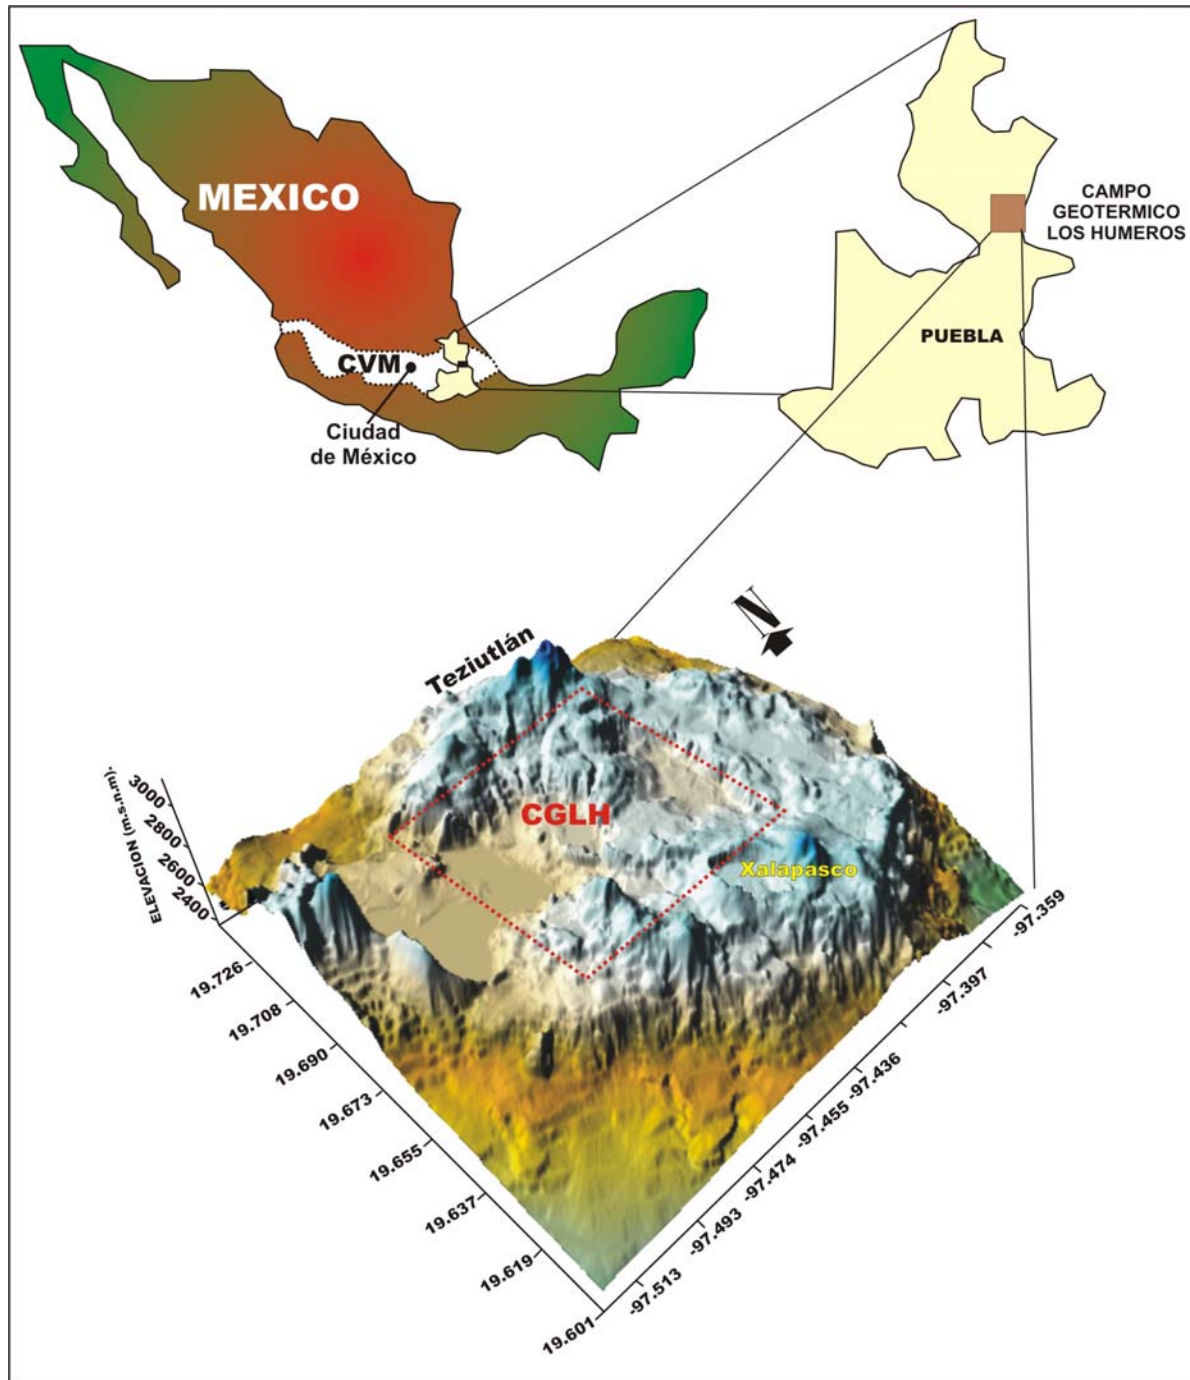 MEXICO
CVM
Ciudad
de México
CAMPO
GEOTERMICO
LOS HUMEROS
PUEBLA
N
Teziutlán
CGLH
Xalapasco
ELEVACION (m.s.n.m).
3000
2800
2600
2400
19.726
19.708
19.690
19.673
19.655
19.637
19.619
19.601
-97.513
-97.493
-97.474
-97.455
-97.436
-97.397
-97.359